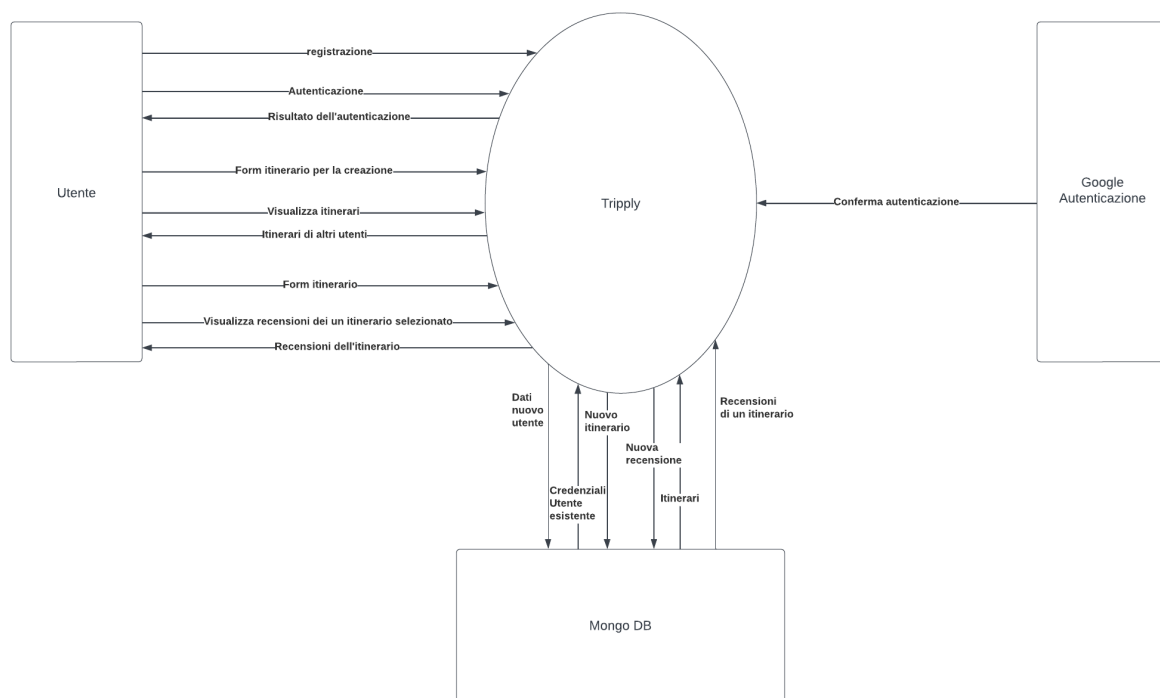 registrazione
Autenticazione
Risultato dell'autenticazione
Form itinerario per la creazione
Utente
Tripply
Google
Autenticazione
Conferma autenticazione
Visualizza itinerari
Itinerari di altri utenti
Form itinerario
Visualizza recensioni dei un itinerario selezionato
Recensioni dell'itinerario
Dati
nuovo
utente
Nuovo
itinerario
Recensioni
di un itinerario
Nuova
recensione
Credenziali
Utente
esistente
Itinerari
Mongo DB